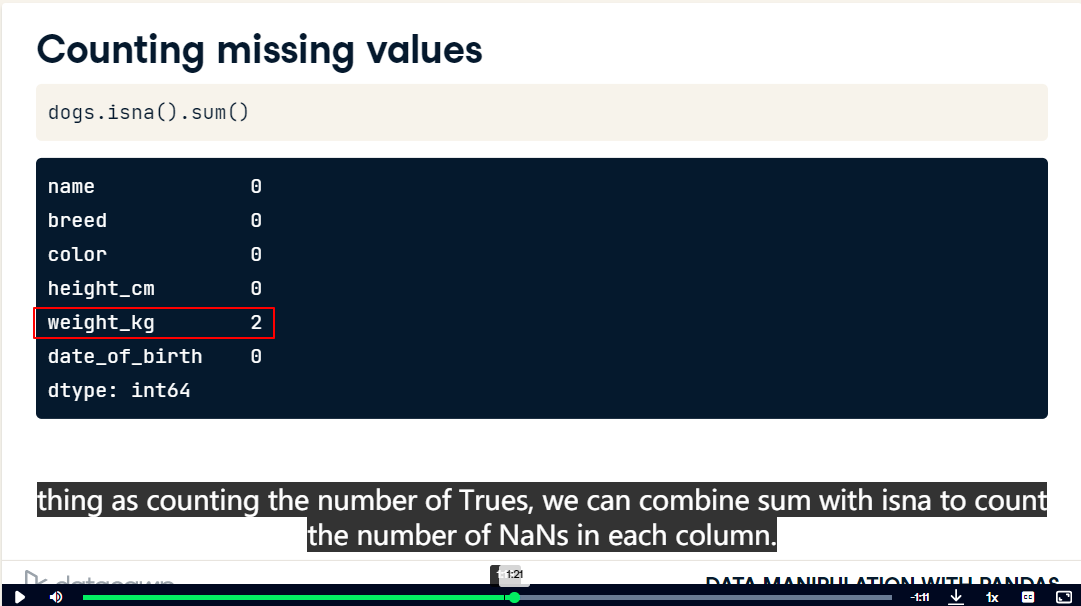 Counting missing values
dogs.isna().sum()
name 0
breed 0
color 0
height_cm 0
weight_kg 2
date_of_birth 0
dtype: int64
thing as counting the number of Trues, we can combine sum with isna to count
the number of NaNs in each column.
datacamp
DATA MANIPULATION WITH PANDAS
1:21
-1:11
1x
CC